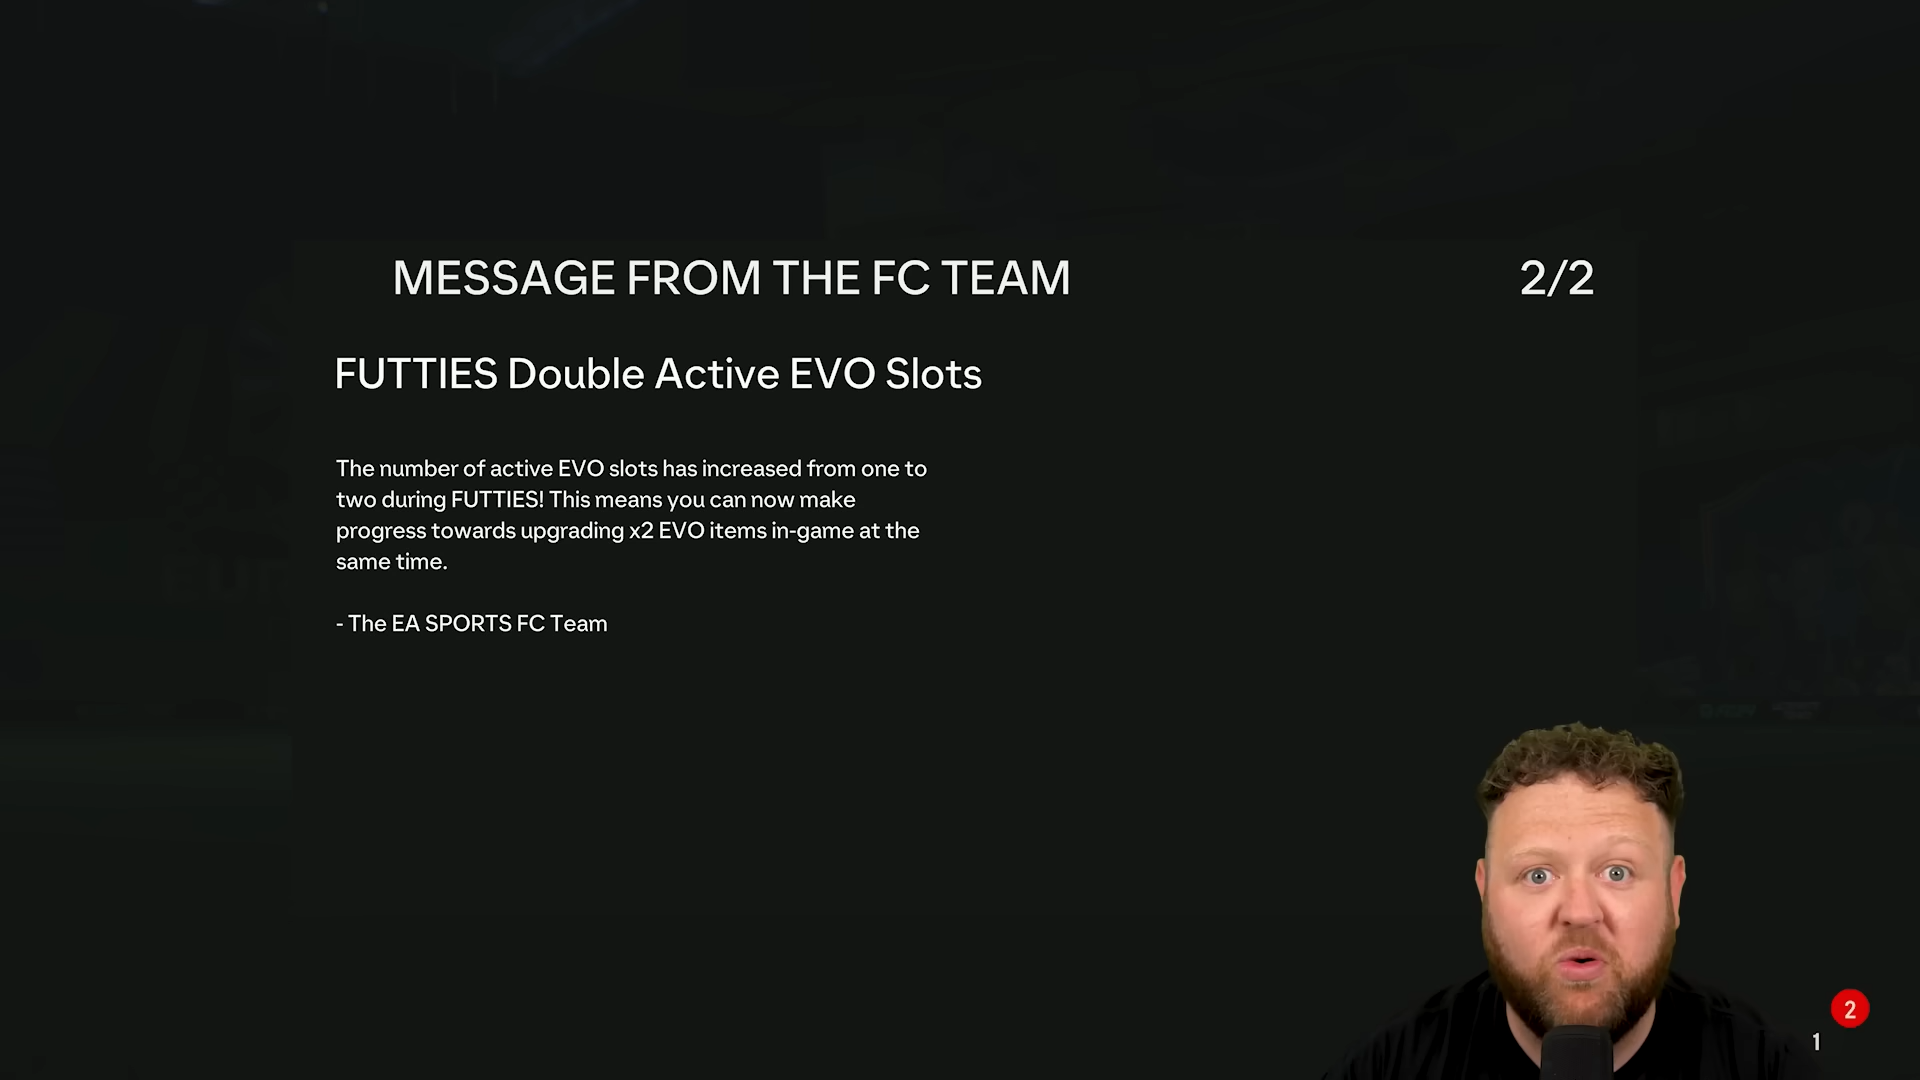 MESSAGE FROM THE FC TEAM
2/2
FUTTIES Double Active EVO Slots
The number of active EVO slots has increased from one to
two during FUTTIES! This means you can now make
progress towards upgrading x2 EVO items in-game at the
same time.
- The EA SPORTS FC Team
2
1